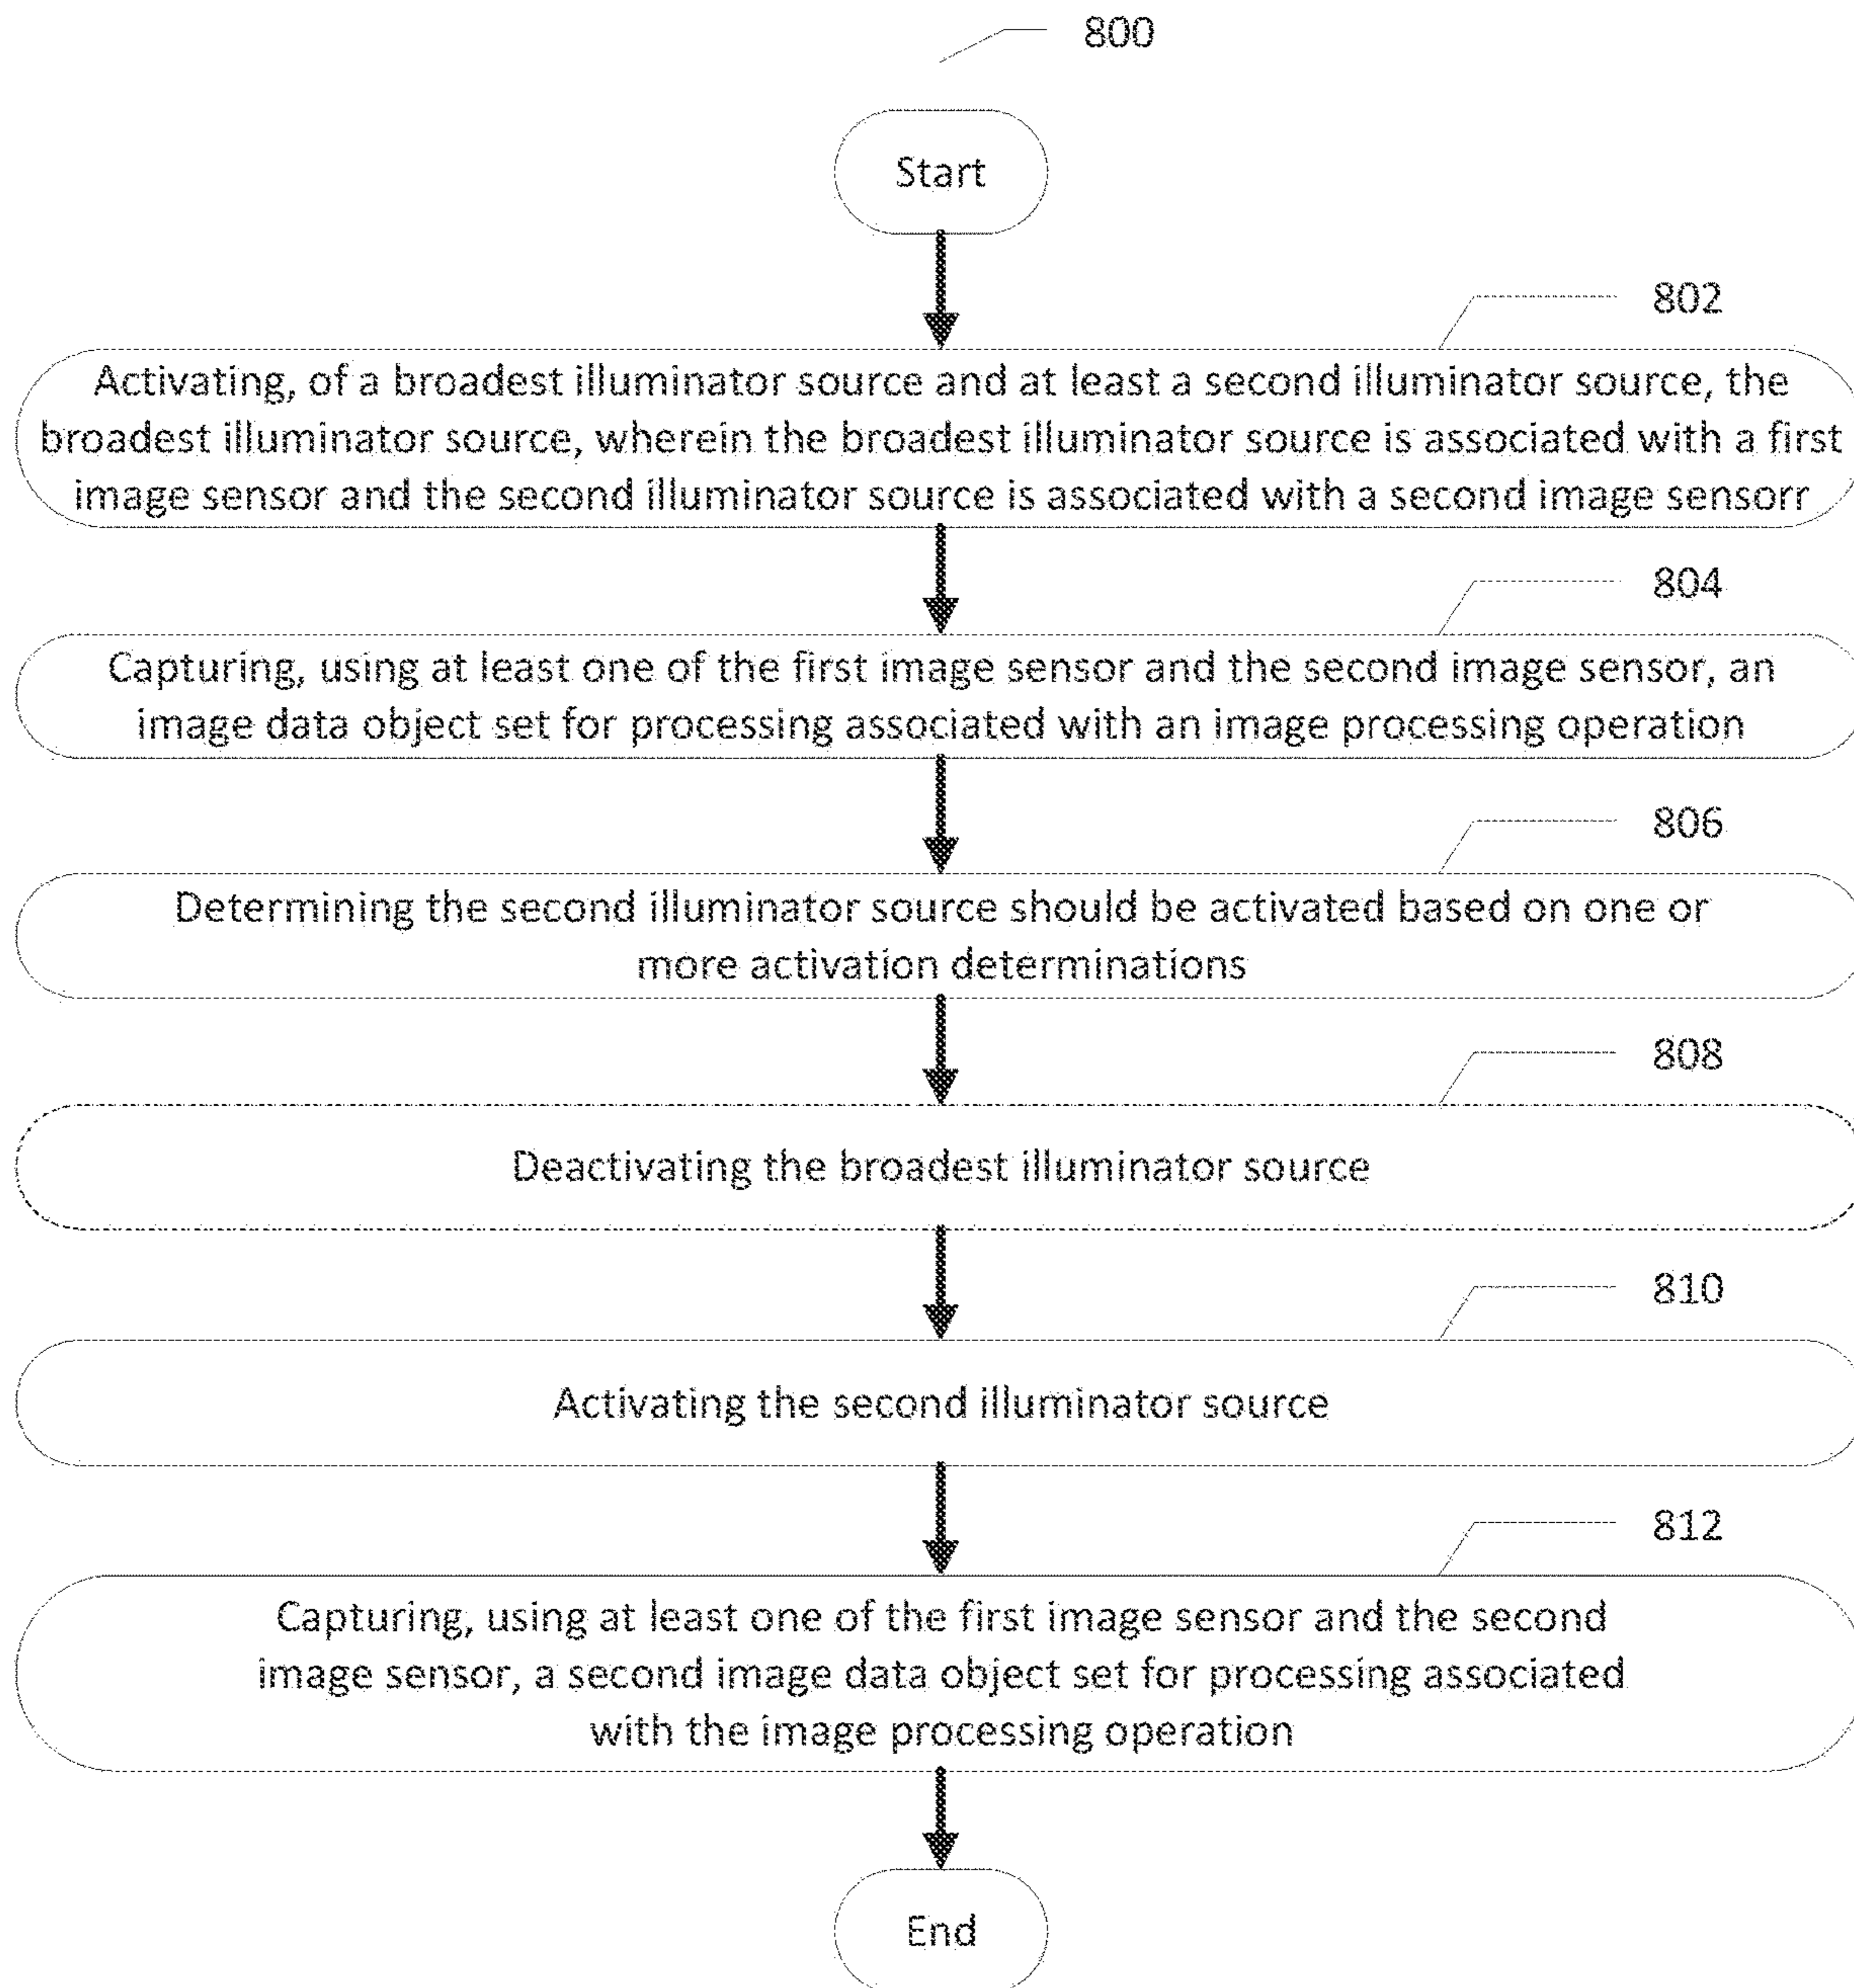 800
Start
802
Activating, of a broadest illuminator source and at least a second illuminator source, the
broadest illuminator source, wherein the broadest illuminator source is associated with a first
image sensor and the second illuminator source is associated with a second image sensorr
804
Capturing, using at least one of the first image sensor and the second image sensor, an
image data object set for processing associated with an image processing operation
806
Determining the second illuminator source should be activated based on one or
more activation determinations
808
Deactivating the broadest illuminator source
810
Activating the second illuminator source
812
Capturing, using at least one of the first image sensor and the second
image sensor, a second image data object set for processing associated
with the image processing operation
End